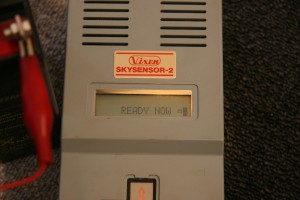 Vixen
SKYSENSOR-2
READY NOW =